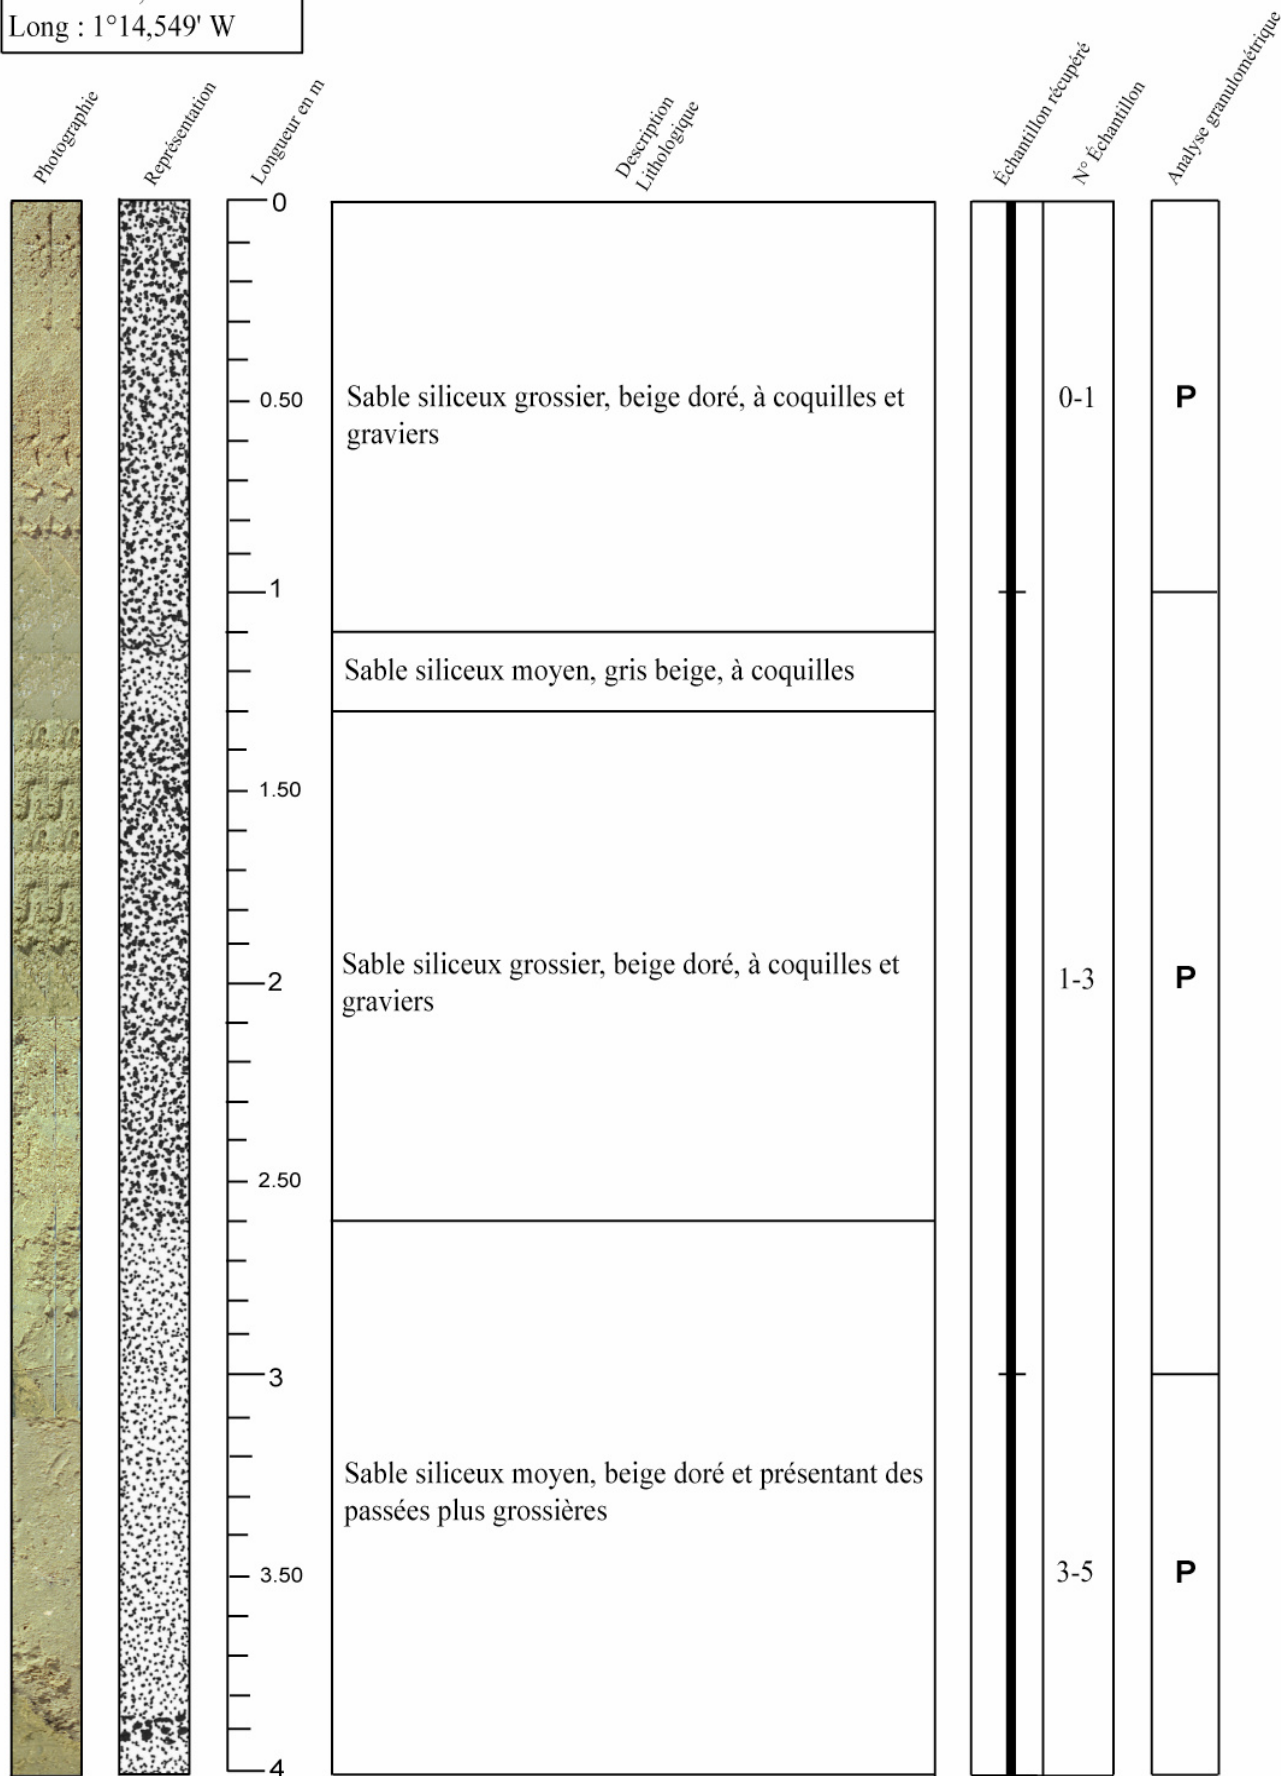 Long : 1°14,549' W
Photographie
Représentation
Longueur en m
Description
Lithologique
Échantillon récupéré
N° Échantillon
Analyse granulométrique
0
0.50
1
1.50
2
2.50
3
3.50
4
Sable siliceux grossier, beige doré, à coquilles et
graviers
Sable siliceux moyen, gris beige, à coquilles
Sable siliceux grossier, beige doré, à coquilles et
graviers
Sable siliceux moyen, beige doré et présentant des
passées plus grossières
0-1
1-3
3-5
P
P
P